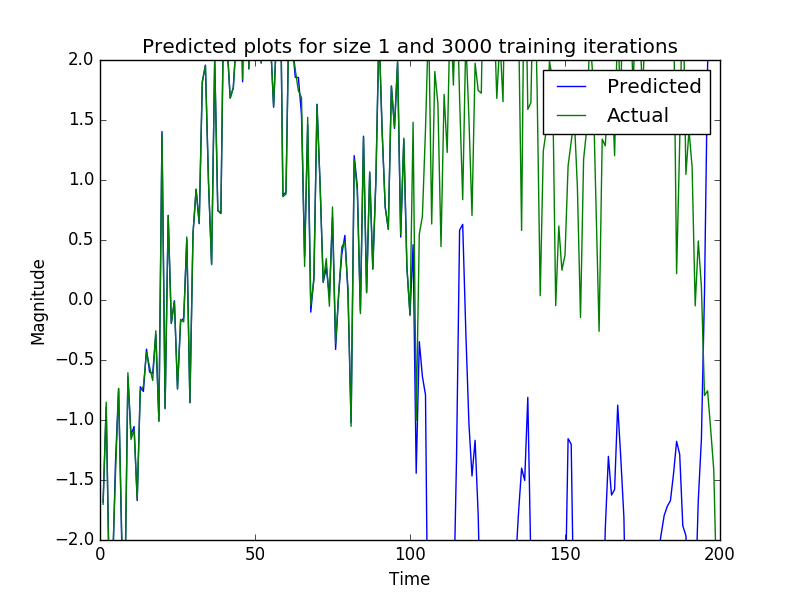 Predicted plots for size 1 and 3000 training iterations
Predicted
Actual
2.0
1.5
1.0
0.5
0.0
−0.5
−1.0
−1.5
−2.0
Magnitude
0 50 100 150 200
Time